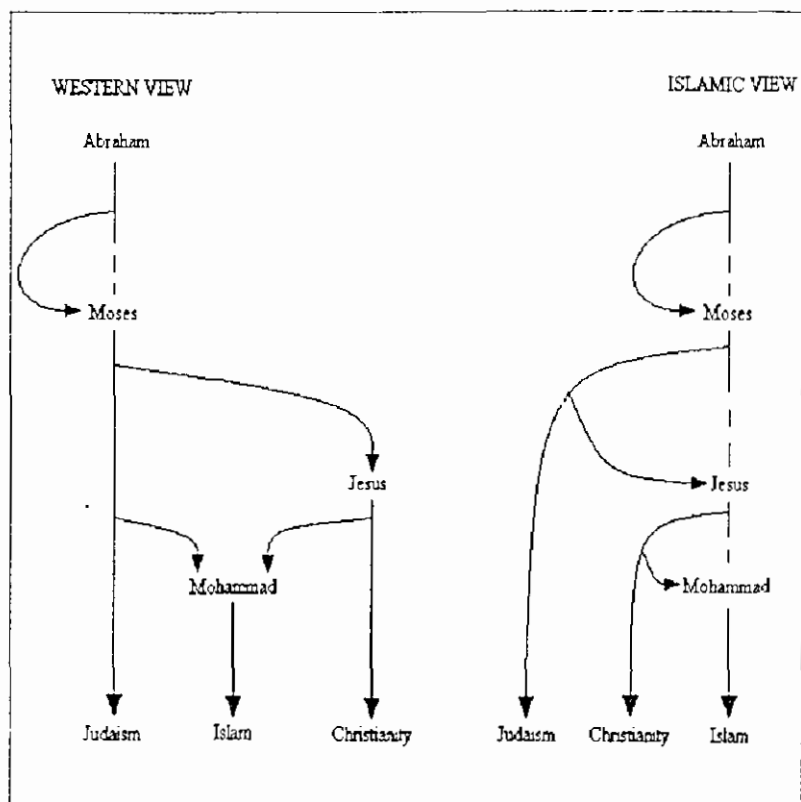 WESTERN VIEW
Abraham
Moses
Jesus
Mohammad
Judaism Islam Christianity
ISLAMIC VIEW
Abraham
Moses
Jesus
Mohammad
Judaism Christianity Islam